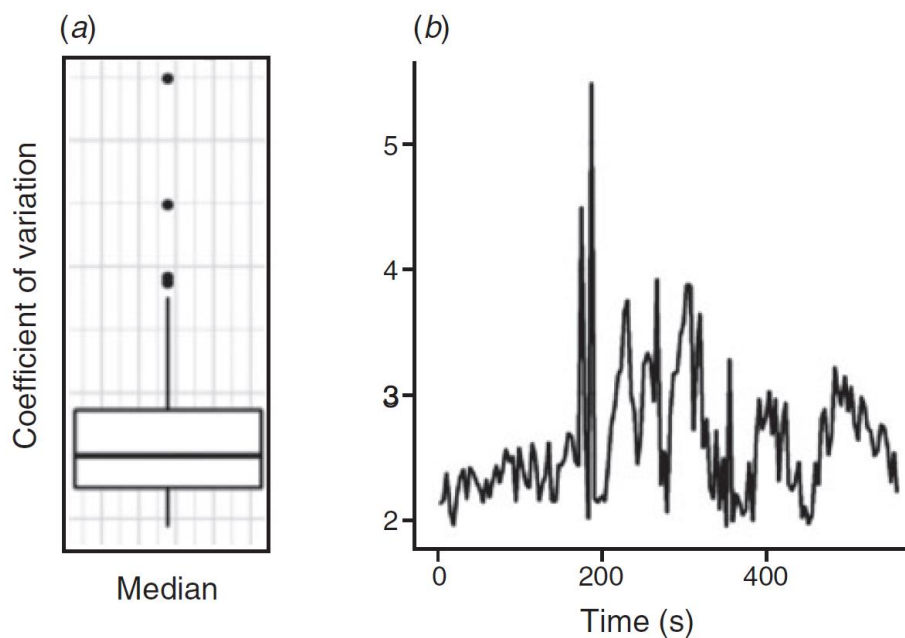 (a)
Coefficient of variation
Median
(b)
5
4
3
2
0 200 400
Time (s)